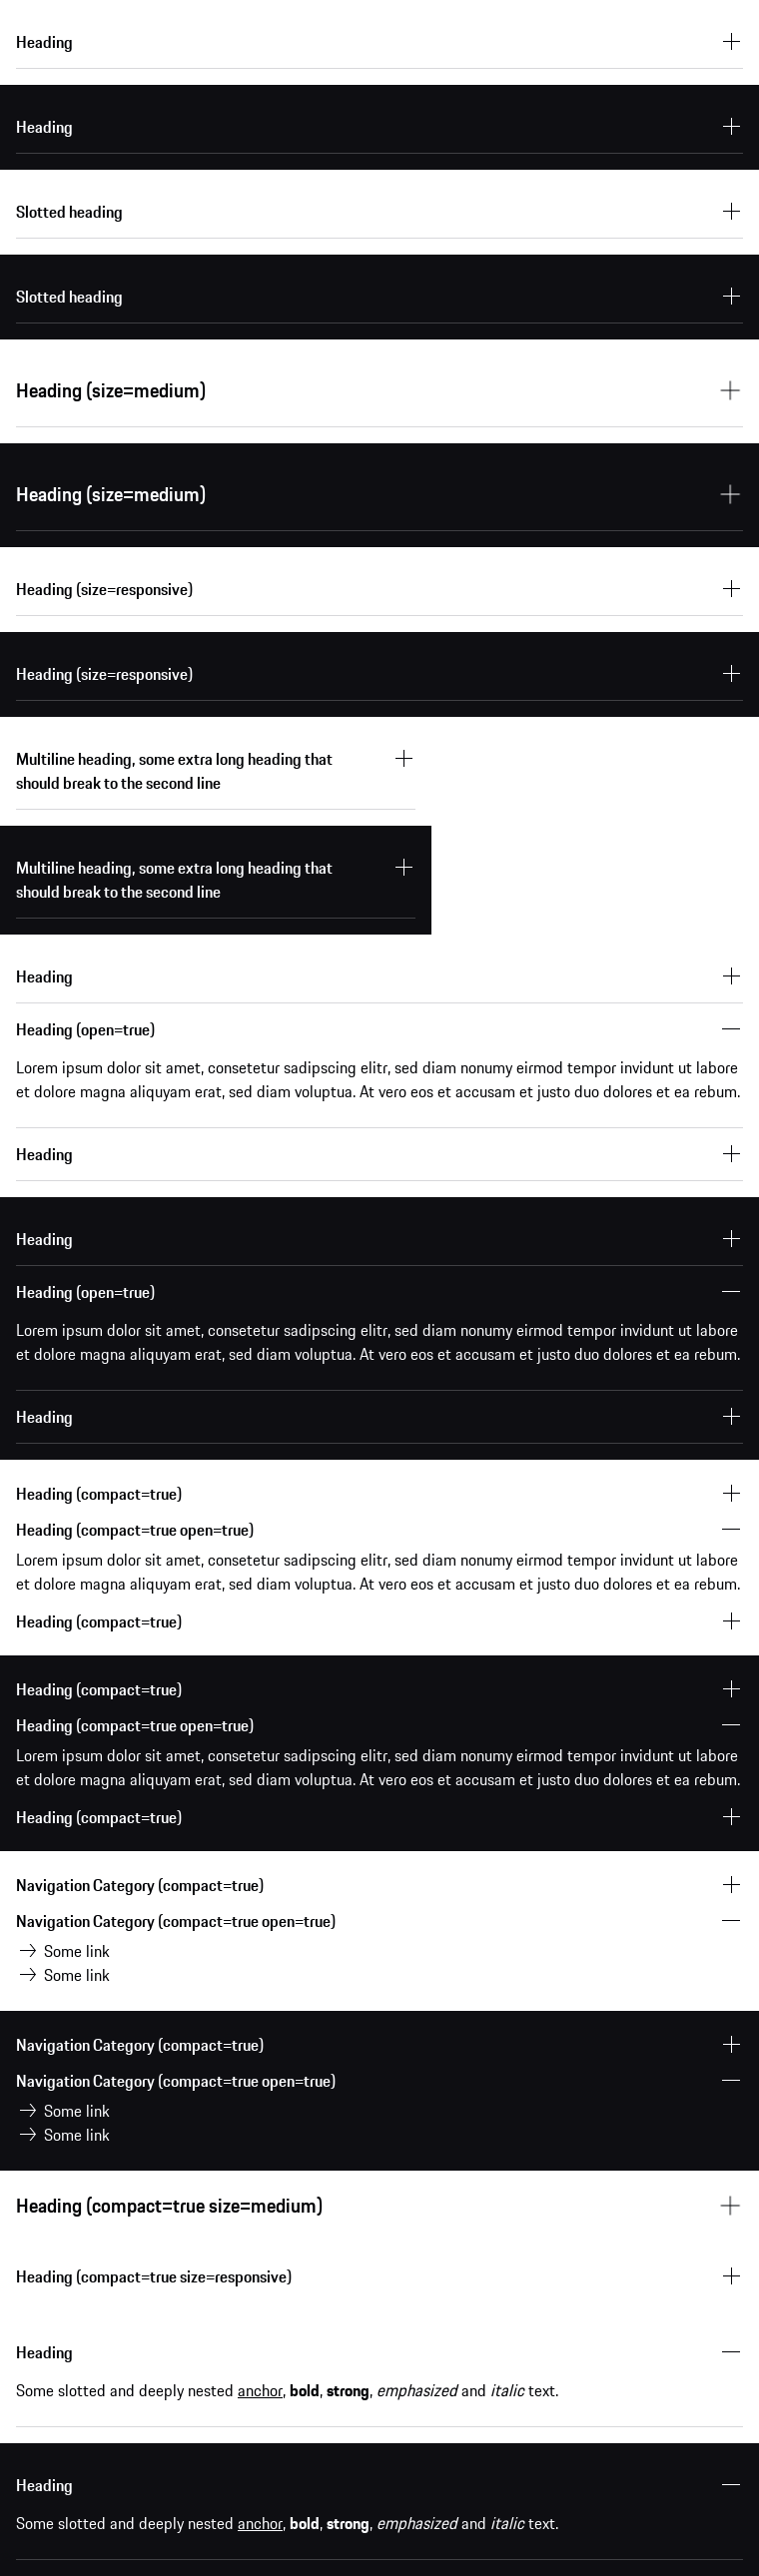 Heading
Heading
Slotted heading
Slotted heading
Heading (size=medium)
Heading (size=medium)
Heading (size=responsive)
Heading (size=responsive)
Multiline heading, some extra long heading that
should break to the second line
Multiline heading, some extra long heading that
should break to the second line
Heading
Heading (open=true)
Lorem ipsum dolor sit amet, consetetur sadipscing elitr, sed diam nonumy eirmod tempor invidunt ut labore
et dolore magna aliquyam erat, sed diam voluptua. At vero eos et accusam et justo duo dolores et ea rebum.
Heading
Heading
Heading (open=true)
Lorem ipsum dolor sit amet, consetetur sadipscing elitr, sed diam nonumy eirmod tempor invidunt ut labore
et dolore magna aliquyam erat, sed diam voluptua. At vero eos et accusam et justo duo dolores et ea rebum.
Heading
Heading (compact=true)
Heading (compact=true open=true)
Lorem ipsum dolor sit amet, consetetur sadipscing elitr, sed diam nonumy eirmod tempor invidunt ut labore
et dolore magna aliquyam erat, sed diam voluptua. At vero eos et accusam et justo duo dolores et ea rebum.
Heading (compact=true)
Heading (compact=true)
Heading (compact=true open=true)
Lorem ipsum dolor sit amet, consetetur sadipscing elitr, sed diam nonumy eirmod tempor invidunt ut labore
et dolore magna aliquyam erat, sed diam voluptua. At vero eos et accusam et justo duo dolores et ea rebum.
Heading (compact=true)
Navigation Category (compact=true)
Navigation Category (compact=true open=true)
Some link
Some link
Navigation Category (compact=true)
Navigation Category (compact=true open=true)
Some link
Some link
Heading (compact=true size=medium)
Heading (compact=true size=responsive)
Heading
Some slotted and deeply nested anchor, bold, strong, emphasized and italic text.
Heading
Some slotted and deeply nested anchor, bold, strong, emphasized and italic text.